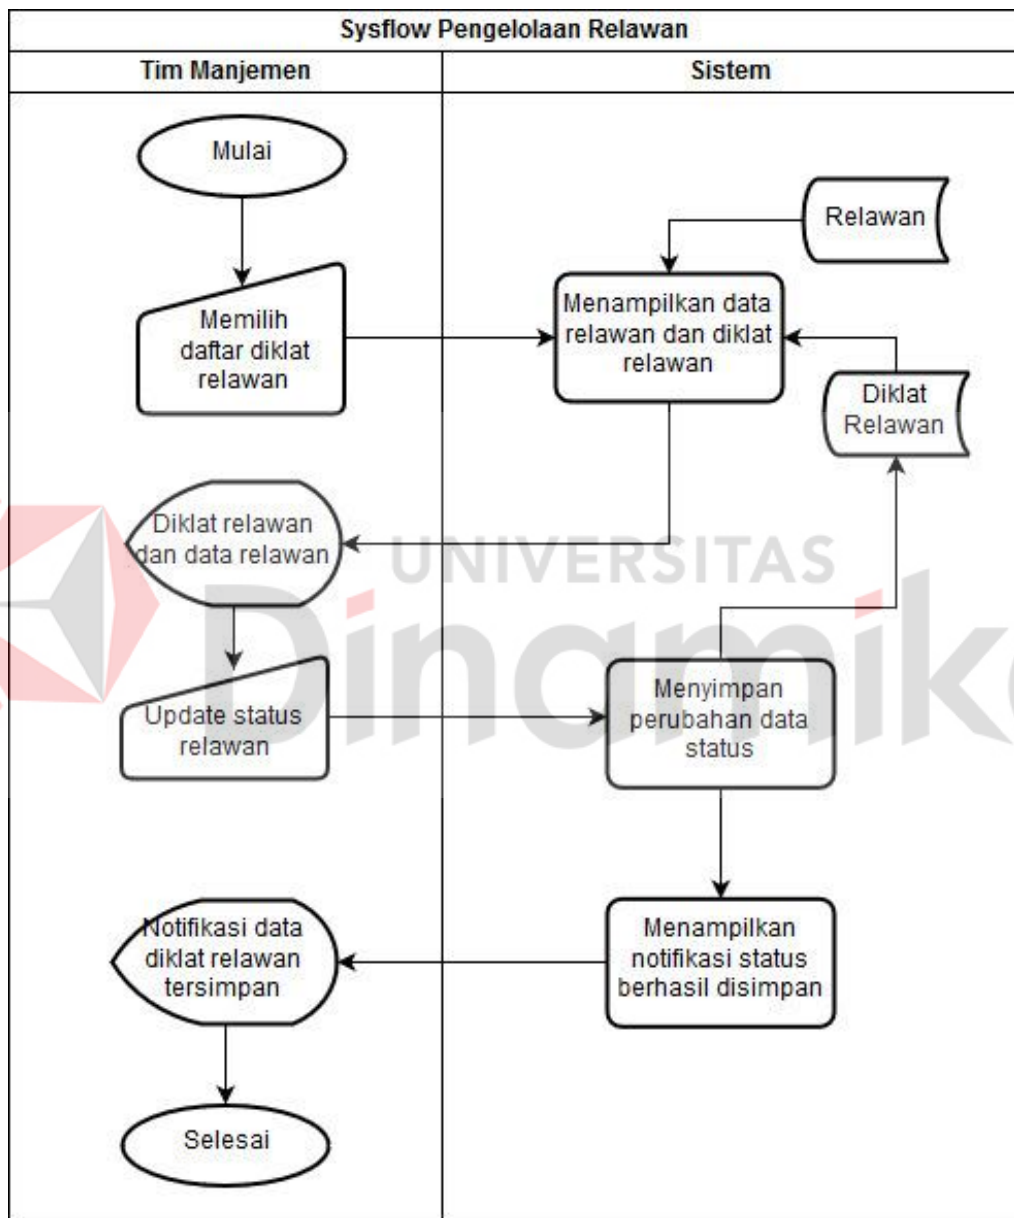 Sysflow Pengelolaan Relawan
Tim Manjemen
Sistem
Mulai
Relawan
Memilih
daftar diklat
relawan
Menampilkan data
relawan dan diklat
relawan
Diklat
Relawan
Diklat relawan
dan data relawan
UNIVERSITAS
Dinamika
Update status
relawan
Menyimpan
perubahan data
status
Notifikasi data
diklat relawan
tersimpan
Menampilkan
notifikasi status
berhasil disimpan
Selesai